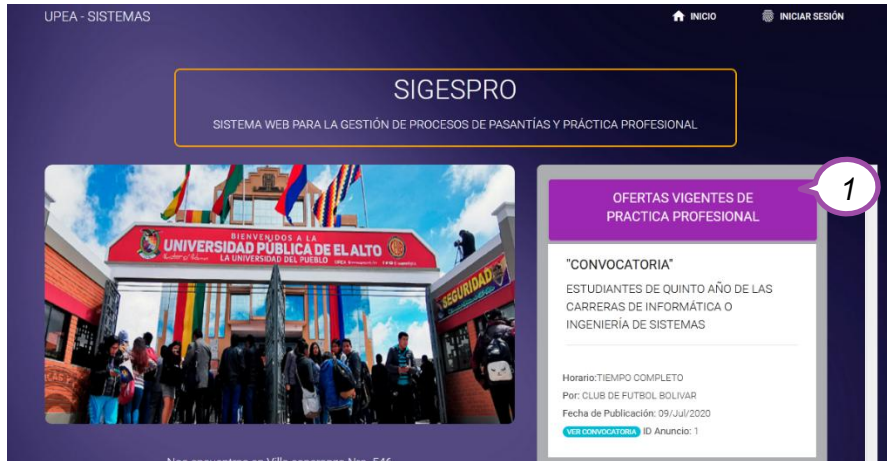 UPEA - SISTEMAS
INICIO
INICIAR SESIÓN
SIGESPRO
SISTEMA WEB PARA LA GESTIÓN DE PROCESOS DE PASANTÍAS Y PRÁCTICA PROFESIONAL
BIENVENIDOS A LA
UNIVERSIDAD PÚBLICA DE EL ALTO
LA UNIVERSIDAD DEL PUEBLO
SEGURIDAD
OFERTAS VIGENTES DE
PRACTICA PROFESIONAL
1
"CONVOCATORIA"
ESTUDIANTES DE QUINTO AÑO DE LAS
CARRERAS DE INFORMÁTICA O
INGENIERÍA DE SISTEMAS
Horario:TIEMPO COMPLETO
Por: CLUB DE FUTBOL BOLIVAR
Fecha de Publicación: 09/Jul/2020
VER CONVOCATORIA ID Anuncio: 1